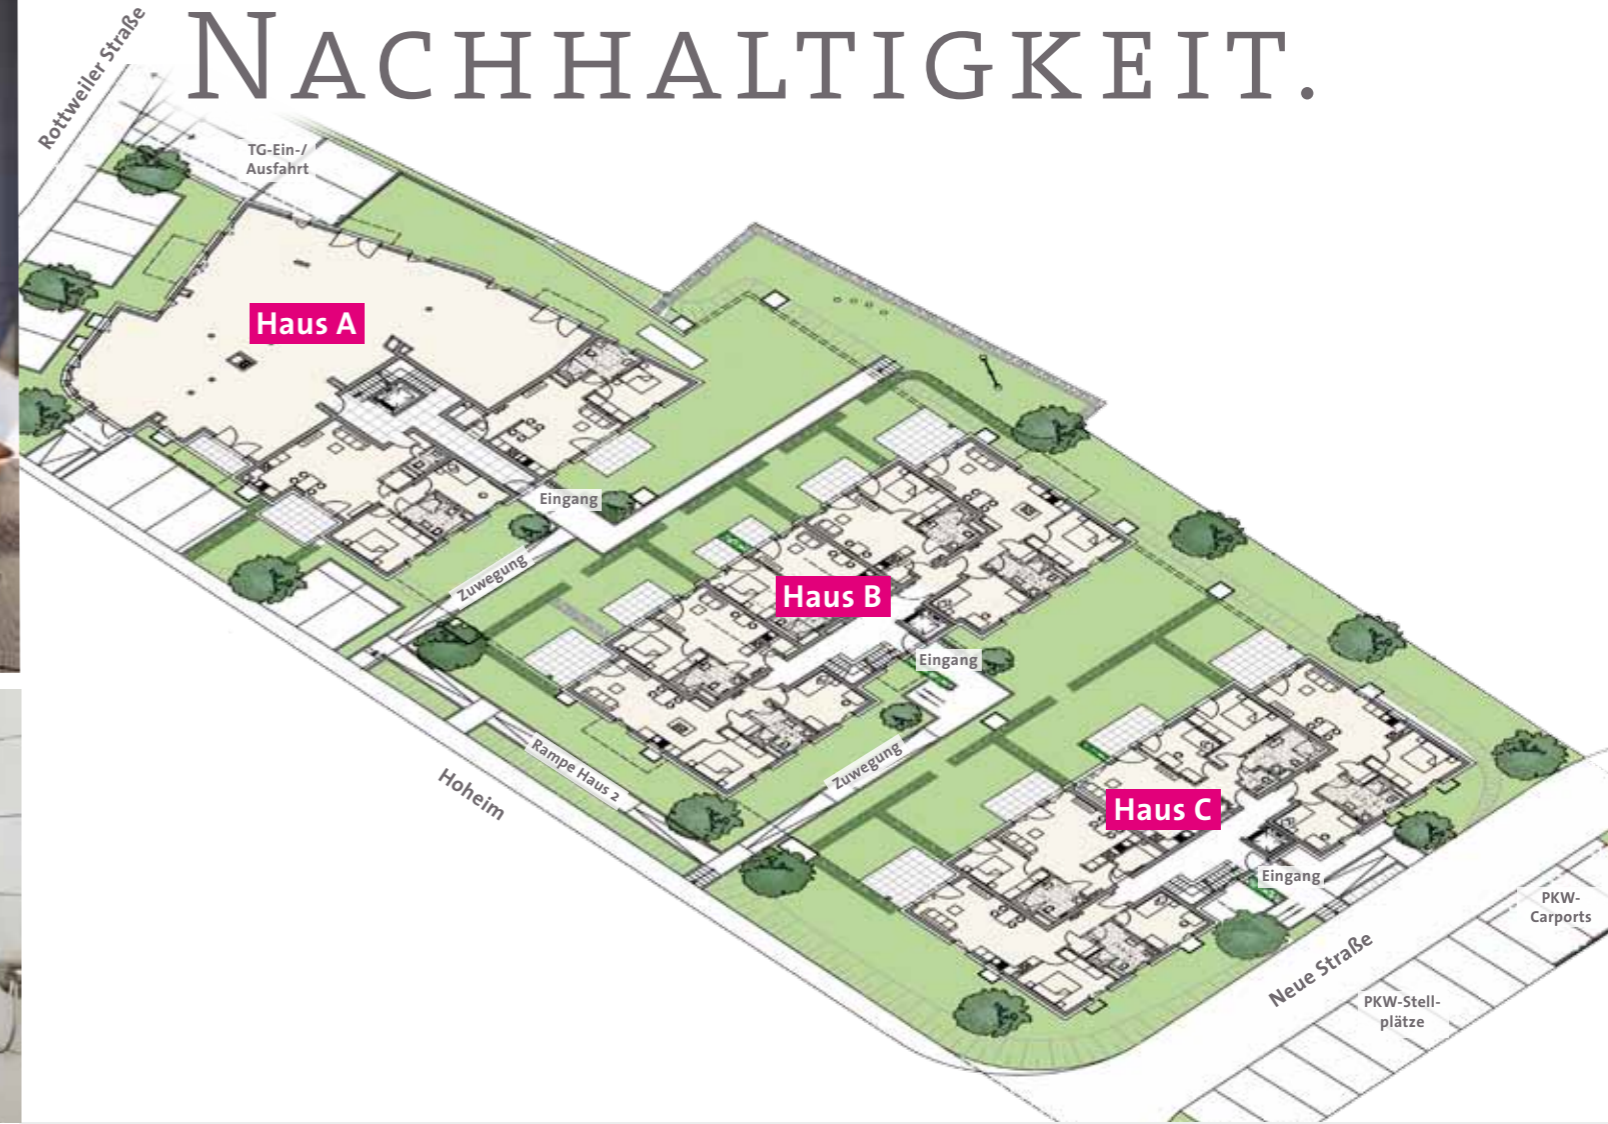 NACHHALTIGKEIT.
Rottweiler Straße
TG-Ein-/
Ausfahrt
Haus A
Eingang
Zuwegung
Haus B
Eingang
Rampe Haus 2
Zuwegung
Hoheim
Haus C
Eingang
PKW-
Carports
Neue Straße
PKW-Stell-
plätze